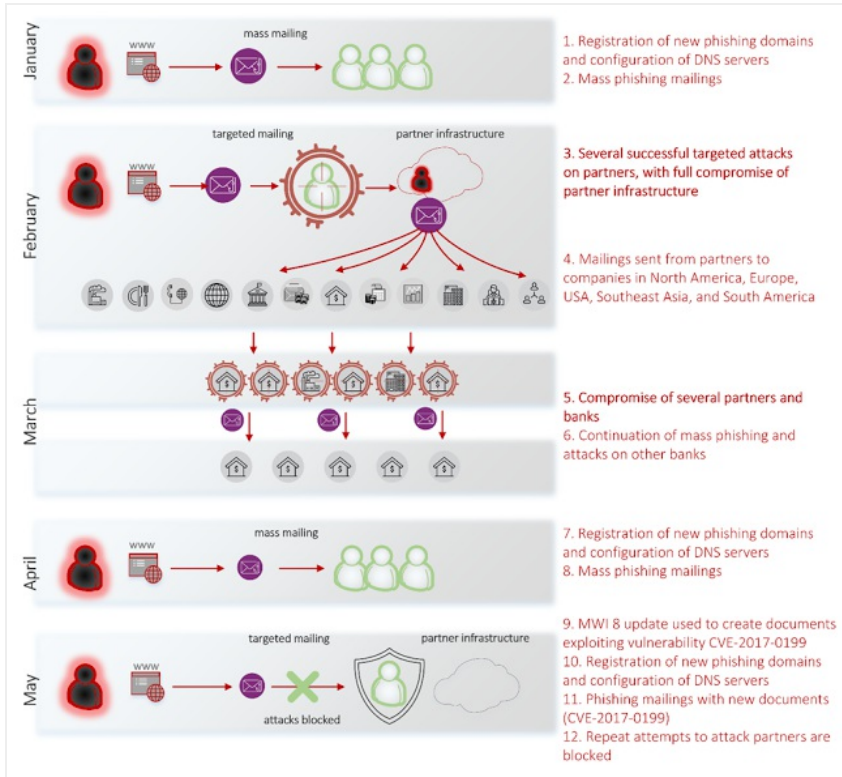 January
WWW
mass mailing
1. Registration of new phishing domains
and configuration of DNS servers
2. Mass phishing mailings
February
WWW
targeted mailing
partner infrastructure
3. Several successful targeted attacks
on partners, with full compromise of
partner infrastructure
4. Mailings sent from partners to
companies in North America, Europe,
USA, Southeast Asia, and South America
March
5. Compromise of several partners and
banks
6. Continuation of mass phishing and
attacks on other banks
April
WWW
mass mailing
7. Registration of new phishing domains
and configuration of DNS servers
8. Mass phishing mailings
May
WWW
targeted mailing
partner infrastructure
attacks blocked
9. MWI 8 update used to create documents
exploiting vulnerability CVE-2017-0199
10. Registration of new phishing domains
and configuration of DNS servers
11. Phishing mailings with new documents
(CVE-2017-0199)
12. Repeat attempts to attack partners are
blocked